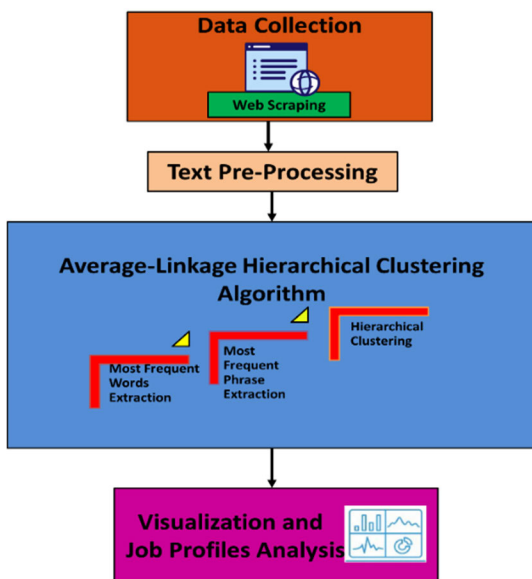 Data Collection
Web Scraping
Text Pre-Processing
Average-Linkage Hierarchical Clustering
Algorithm
Most Frequent
Words
Extraction
Most
Frequent
Phrase
Extraction
Hierarchical
Clustering
Visualization and
Job Profiles Analysis